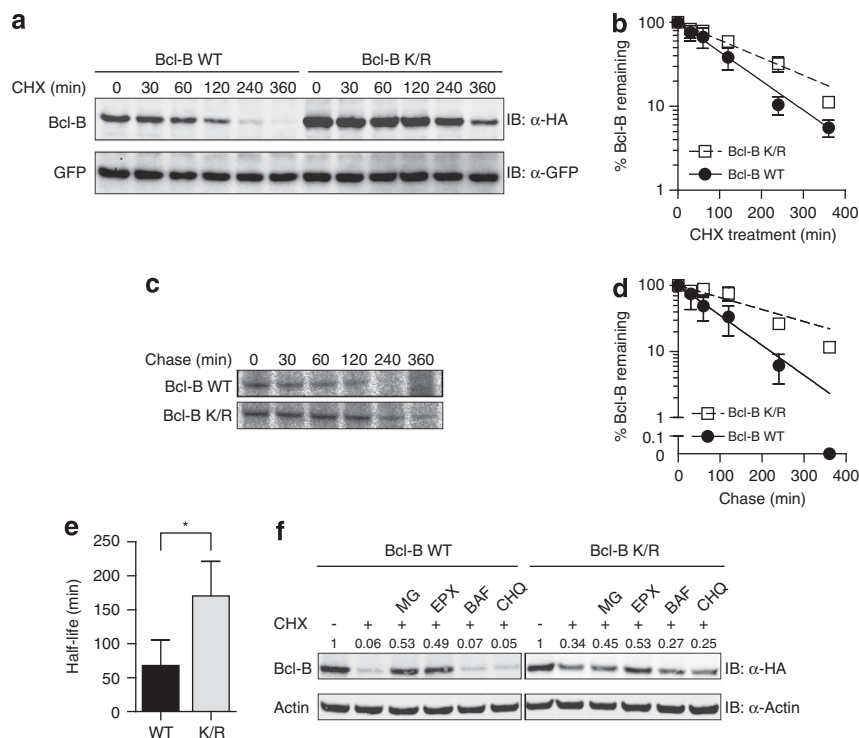 a
Bcl-B WT Bcl-B K/R
CHX (min) 0 30 60 120 240 360 0 30 60 120 240 360
Bcl-B IB: α-HA
GFP IB: α-GFP
b
% Bcl-B remaining
100
10
1
Bcl-B K/R
Bcl-B WT
0 100 200 300 400
CHX treatment (min)
c
Chase (min) 0 30 60 120 240 360
Bcl-B WT
Bcl-B K/R
d
% Bcl-B remaining
100
10
1
0.1
0
Bcl-B K/R
Bcl-B WT
0 100 200 300 400
Chase (min)
e
Half-life (min)
250
200
150
100
50
0
*
WT K/R
f
Bcl-B WT Bcl-B K/R
MG EPX BAF CHQ MG EPX BAF CHQ
CHX - + + + + + - + + + + +
1 0.06 0.53 0.49 0.07 0.05 1 0.34 0.45 0.53 0.27 0.25
Bcl-B IB: α-HA
Actin IB: α-Actin